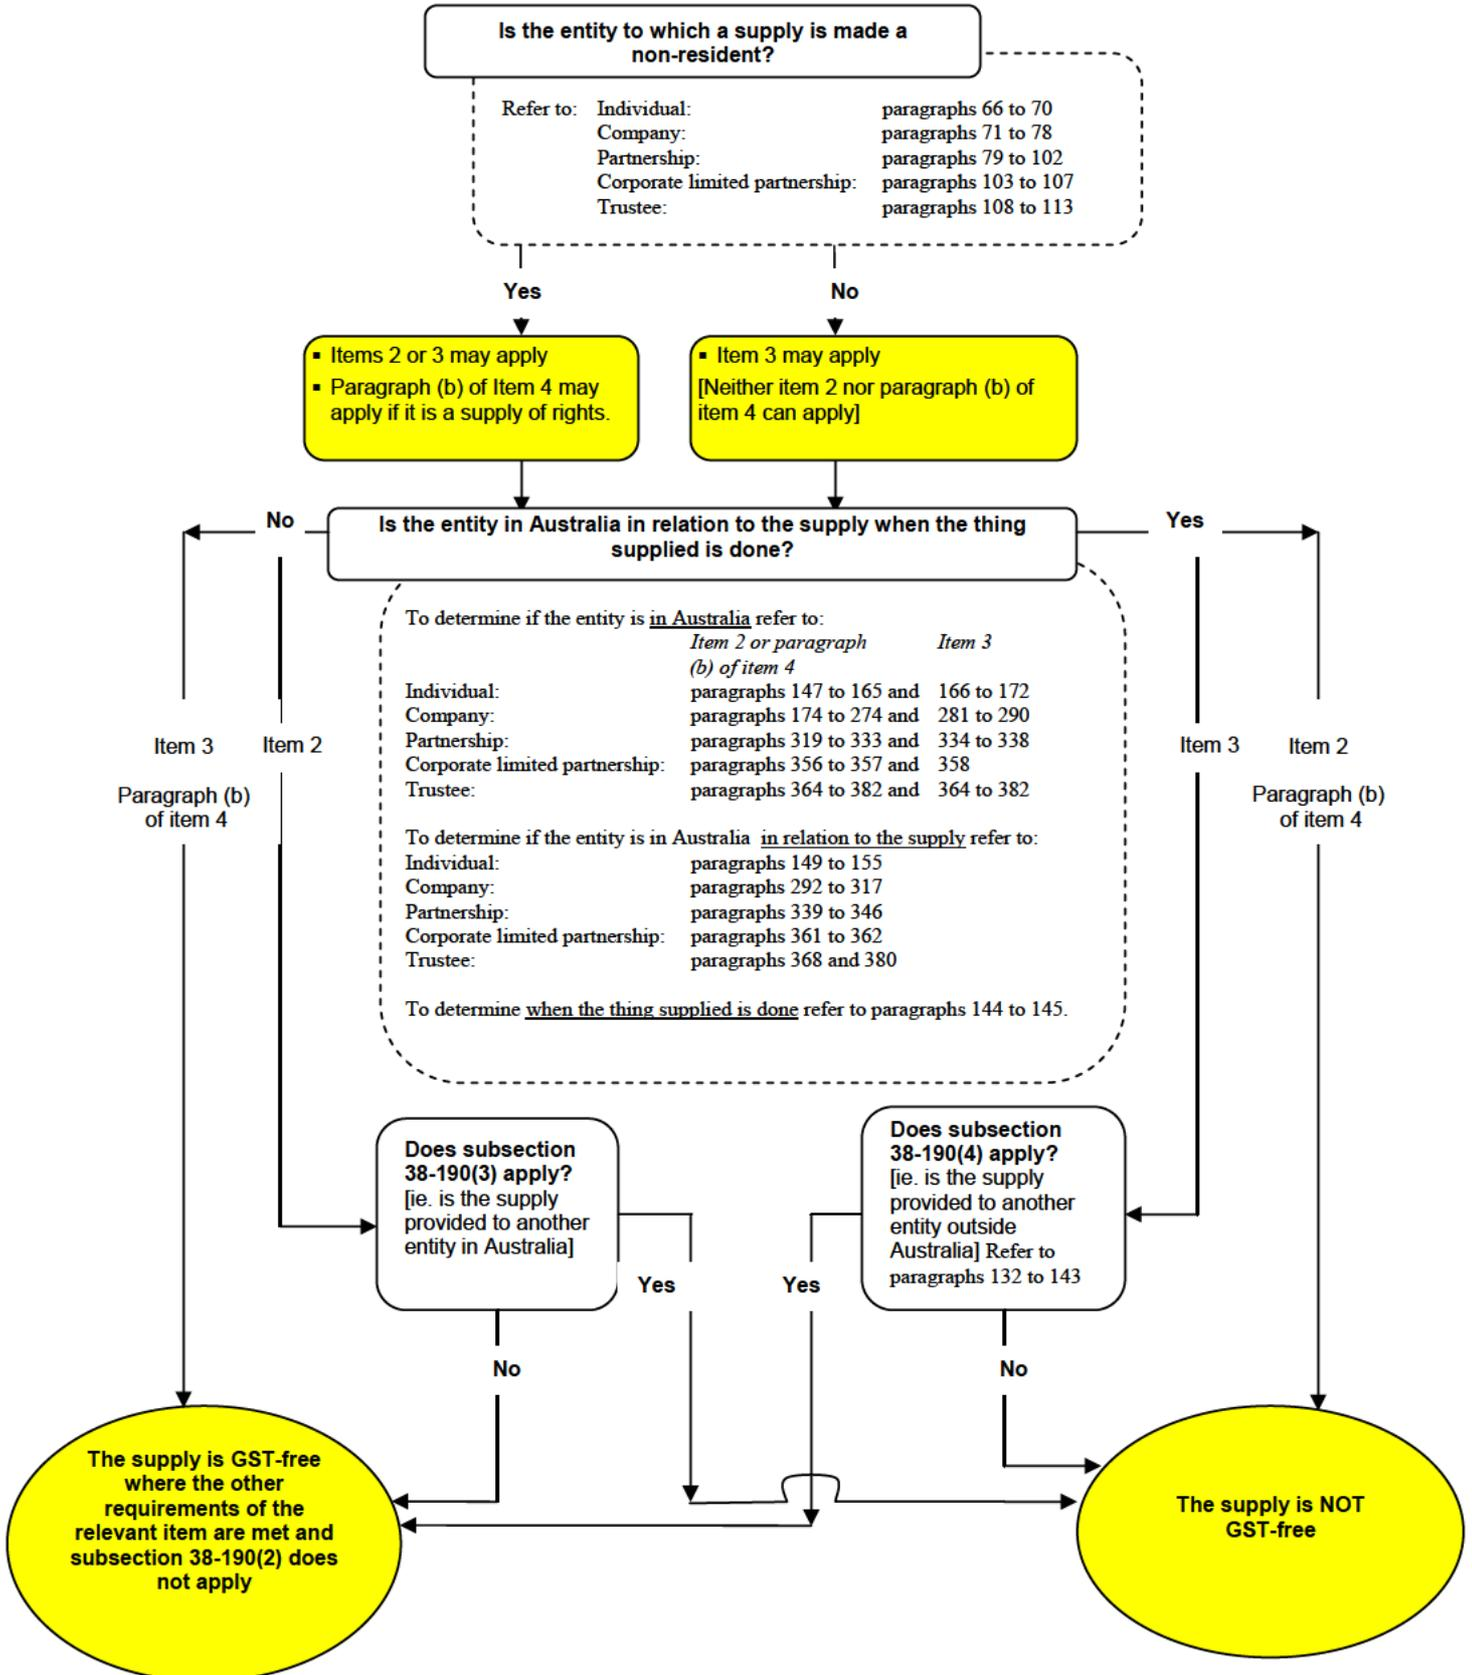 Is the entity to which a supply is made a
non-resident?
Refer to: Individual: paragraphs 66 to 70
Company: paragraphs 71 to 78
Partnership: paragraphs 79 to 102
Corporate limited partnership: paragraphs 103 to 107
Trustee: paragraphs 108 to 113
Yes
No
▪ Items 2 or 3 may apply
▪ Paragraph (b) of Item 4 may
apply if it is a supply of rights.
▪ Item 3 may apply
[Neither item 2 nor paragraph (b) of
item 4 can apply]
No
Is the entity in Australia in relation to the supply when the thing
supplied is done?
Yes
To determine if the entity is in Australia refer to:
Item 2 or paragraph Item 3
(b) of item 4
Individual: paragraphs 147 to 165 and 166 to 172
Company: paragraphs 174 to 274 and 281 to 290
Partnership: paragraphs 319 to 333 and 334 to 338
Corporate limited partnership: paragraphs 356 to 357 and 358
Trustee: paragraphs 364 to 382 and 364 to 382
To determine if the entity is in Australia in relation to the supply refer to:
Individual: paragraphs 149 to 155
Company: paragraphs 292 to 317
Partnership: paragraphs 339 to 346
Corporate limited partnership: paragraphs 361 to 362
Trustee: paragraphs 368 and 380
To determine when the thing supplied is done refer to paragraphs 144 to 145.
Item 3
Paragraph (b)
of item 4
Item 2
Item 3
Item 2
Paragraph (b)
of item 4
Does subsection
38-190(3) apply?
[ie. is the supply
provided to another
entity in Australia]
Does subsection
38-190(4) apply?
[ie. is the supply
provided to another
entity outside
Australia] Refer to
paragraphs 132 to 143
Yes
Yes
No
No
The supply is GST-free
where the other
requirements of the
relevant item are met and
subsection 38-190(2) does
not apply
The supply is NOT
GST-free